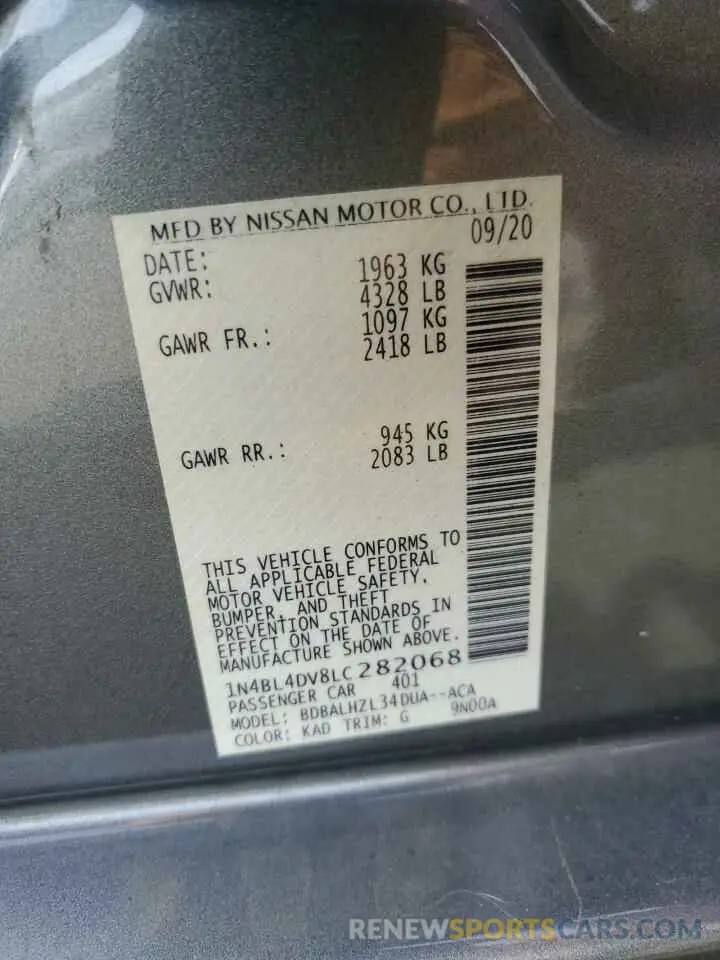 MFD BY NISSAN MOTOR CO., LTD.
DATE: 09/20
GVWR: 1963 KG
4328 LB
GAWR FR.: 1097 KG
2418 LB
GAWR RR.: 945 KG
2083 LB
THIS VEHICLE CONFORMS TO
ALL APPLICABLE FEDERAL
MOTOR VEHICLE SAFETY,
BUMPER, AND THEFT
PREVENTION STANDARDS IN
EFFECT ON THE DATE OF
MANUFACTURE SHOWN ABOVE.
1N4BL4DV8LC282068
PASSENGER CAR 401
MODEL: BDBALHZL34DUA--ACA
COLOR: KAD TRIM: G 9N00A
RENEWSPORTSCARS.COM